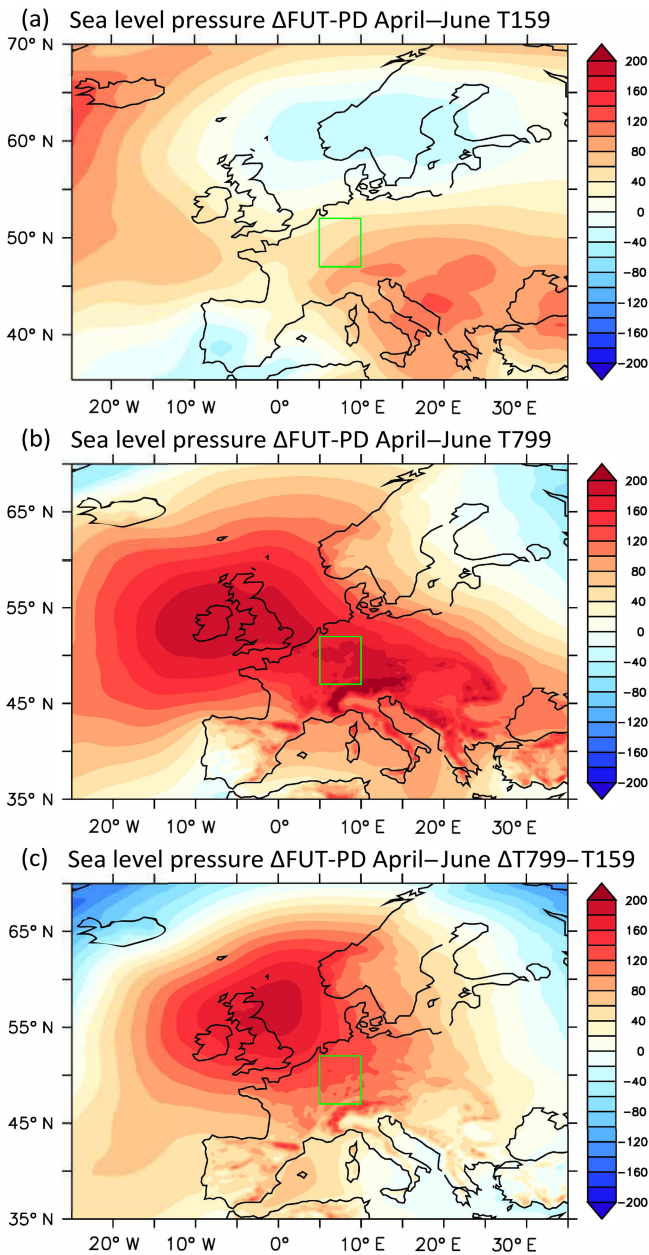 (a) Sea level pressure ΔFUT-PD April–June T159
70° N
60° N
50° N
40° N
20° W 10° W 0° 10° E 20° E 30° E
200
160
120
80
40
0
−40
−80
−120
−160
−200
(b) Sea level pressure ΔFUT-PD April–June T799
65° N
55° N
45° N
35° N
20° W 10° W 0° 10° E 20° E 30° E
200
160
120
80
40
0
−40
−80
−120
−160
−200
(c) Sea level pressure ΔFUT-PD April–June ΔT799–T159
65° N
55° N
45° N
35° N
20° W 10° W 0° 10° E 20° E 30° E
200
160
120
80
40
0
−40
−80
−120
−160
−200